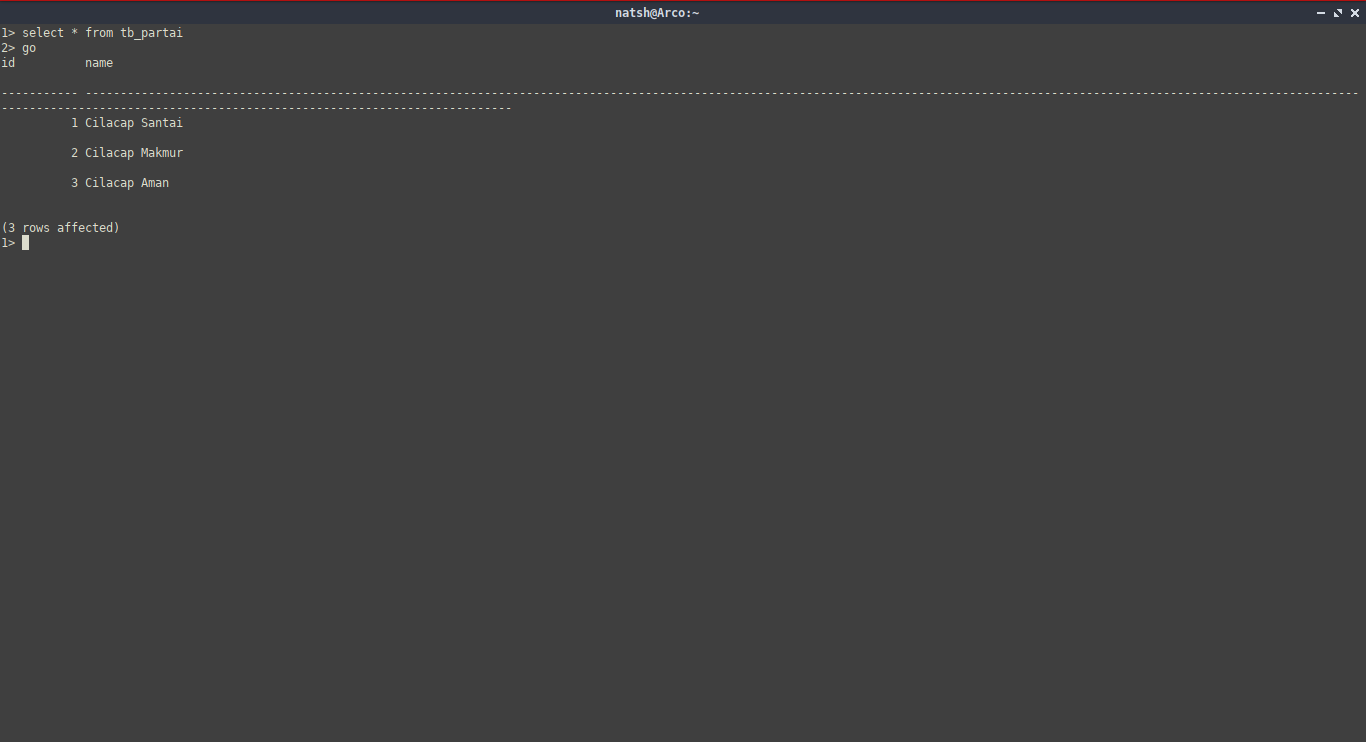 natsh@Arco:~
1> select * from tb_partai
2> go
id          name
----------- --------------------------------------------------------------------------------------------------------------------------------------------------------------------------------------
-------------------------------------------------------------------------
          1 Cilacap Santai
          2 Cilacap Makmur
          3 Cilacap Aman
(3 rows affected)
1>